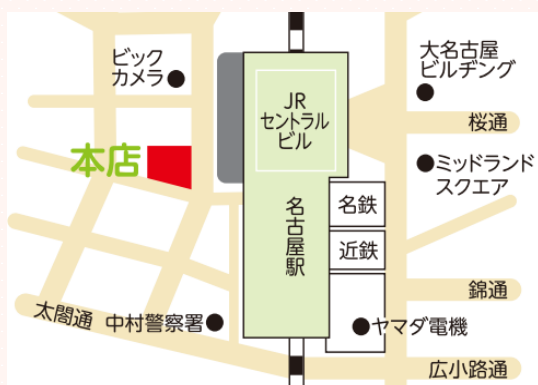 ビック
カメラ
大名古屋
ビルヂング
JR
セントラル
ビル
桜通
本店
ミッドランド
スクエア
名鉄
名古屋駅
近鉄
錦通
太閤通
中村警察署
ヤマダ電機
広小路通